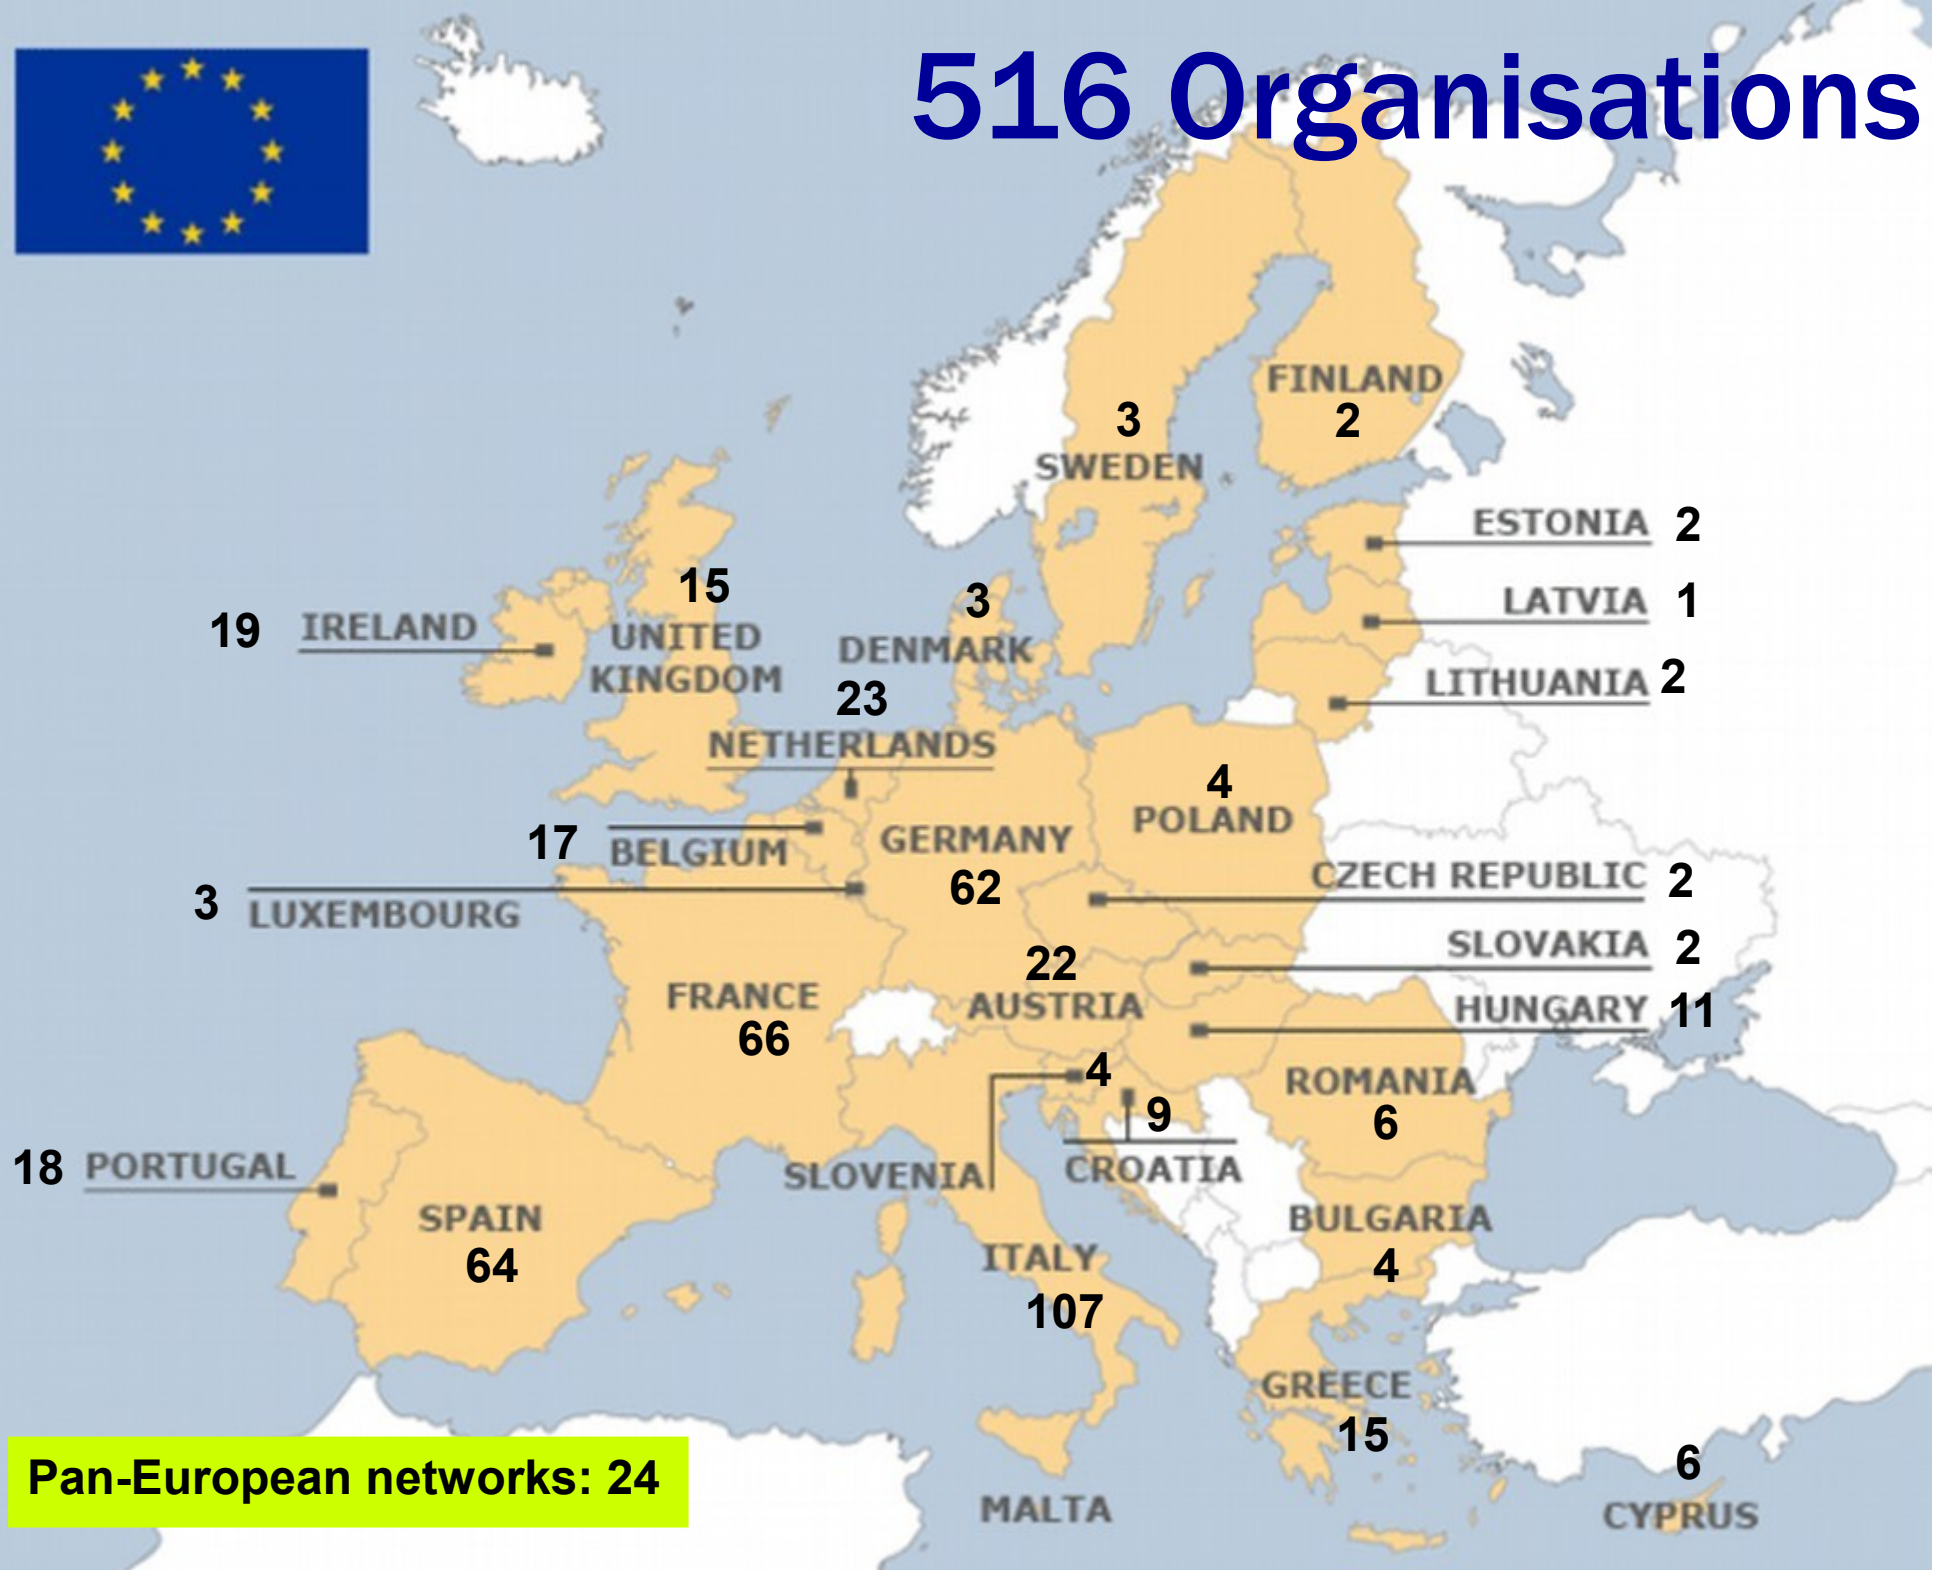 516 Organisations
FINLAND
2
3
SWEDEN
ESTONIA 2
LATVIA 1
LITHUANIA 2
19 IRELAND
15
UNITED
KINGDOM
3
DENMARK
23
NETHERLANDS
4
POLAND
17 BELGIUM
GERMANY
62
3 LUXEMBOURG
CZECH REPUBLIC 2
SLOVAKIA 2
22
AUSTRIA
HUNGARY 11
FRANCE
66
4
SLOVENIA
9
CROATIA
ROMANIA
6
18 PORTUGAL
SPAIN
64
BULGARIA
4
ITALY
107
GREECE
15
6
CYPRUS
MALTA
Pan-European networks: 24